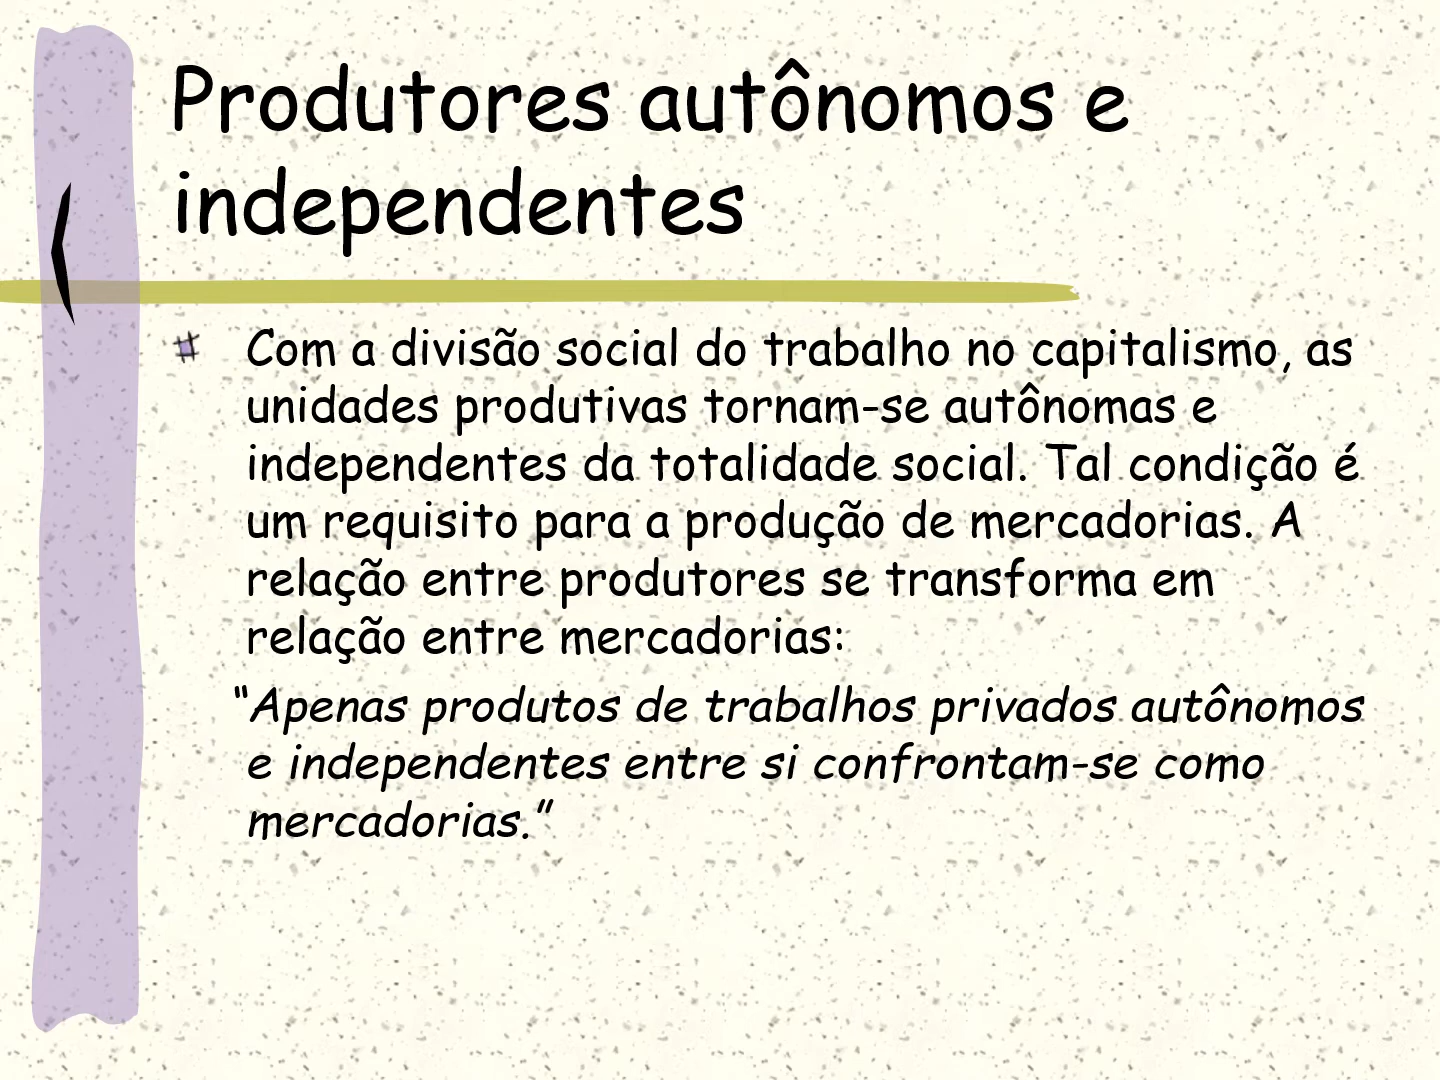 Produtores autônomos e
independentes
Com a divisão social do trabalho no capitalismo, as
unidades produtivas tornam-se autônomas e
independentes da totalidade social. Tal condição é
um requisito para a produção de mercadorias. A
relação entre produtores se transforma em
relação entre mercadorias:
“Apenas produtos de trabalhos privados autônomos
e independentes entre si confrontam-se como
mercadorias.”